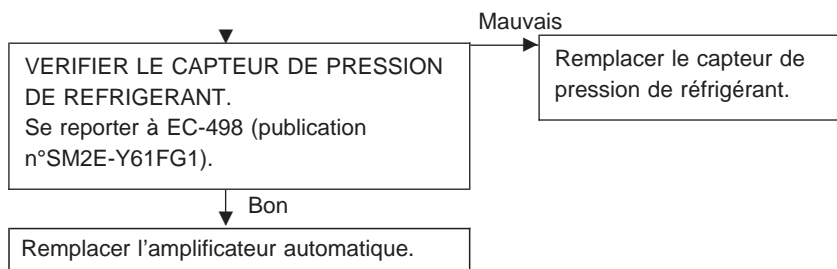 Mauvais
VERIFIER LE CAPTEUR DE PRESSION
DE REFRIGERANT.
Se reporter à EC-498 (publication
n°SM2E-Y61FG1).
Remplacer le capteur de
pression de réfrigérant.
Bon
Remplacer l'amplificateur automatique.